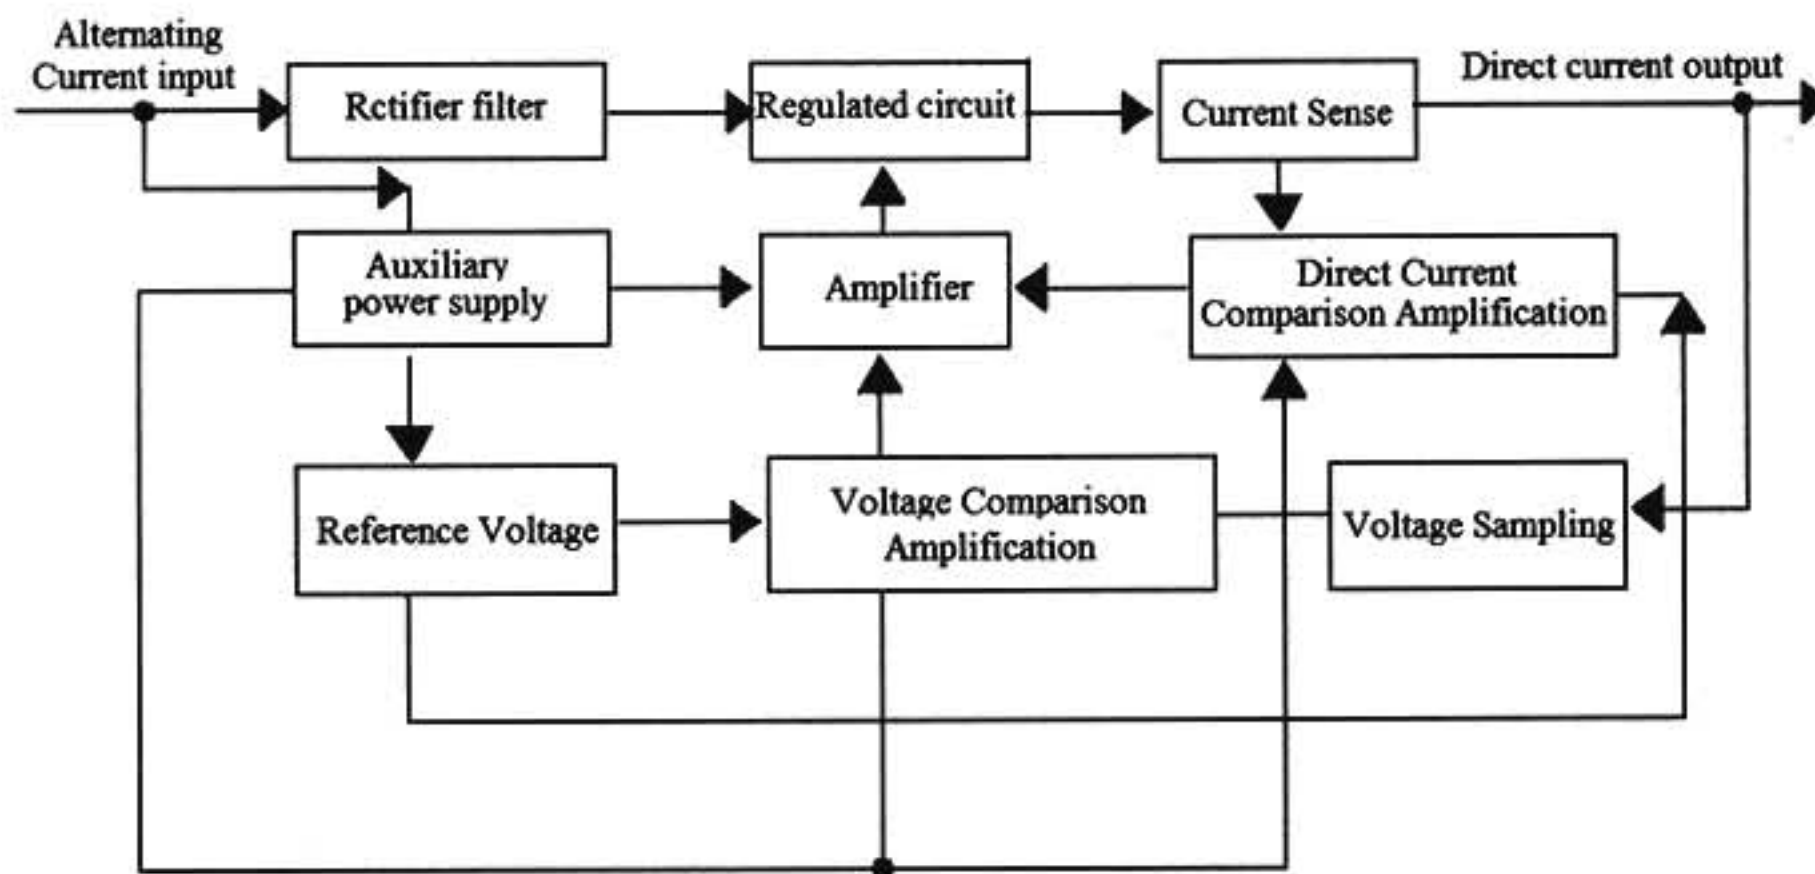 Alternating
Current input
Rctifier filter
Regulated circuit
Current Sense
Direct current output
Auxiliary
power supply
Amplifier
Direct Current
Comparison Amplification
Reference Voltage
Voltage Comparison
Amplification
Voltage Sampling